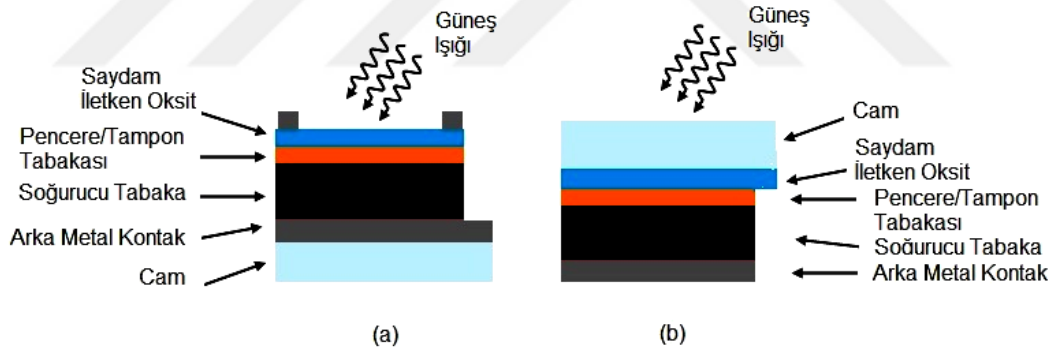 Güneş
Işığı
Saydam
İletken Oksit
Pencere/Tampon
Tabakası
Soğurucu Tabaka
Arka Metal Kontak
Cam
(a)
Güneş
Işığı
Cam
Saydam
İletken Oksit
Pencere/Tampon
Tabakası
Soğurucu Tabaka
Arka Metal Kontak
(b)